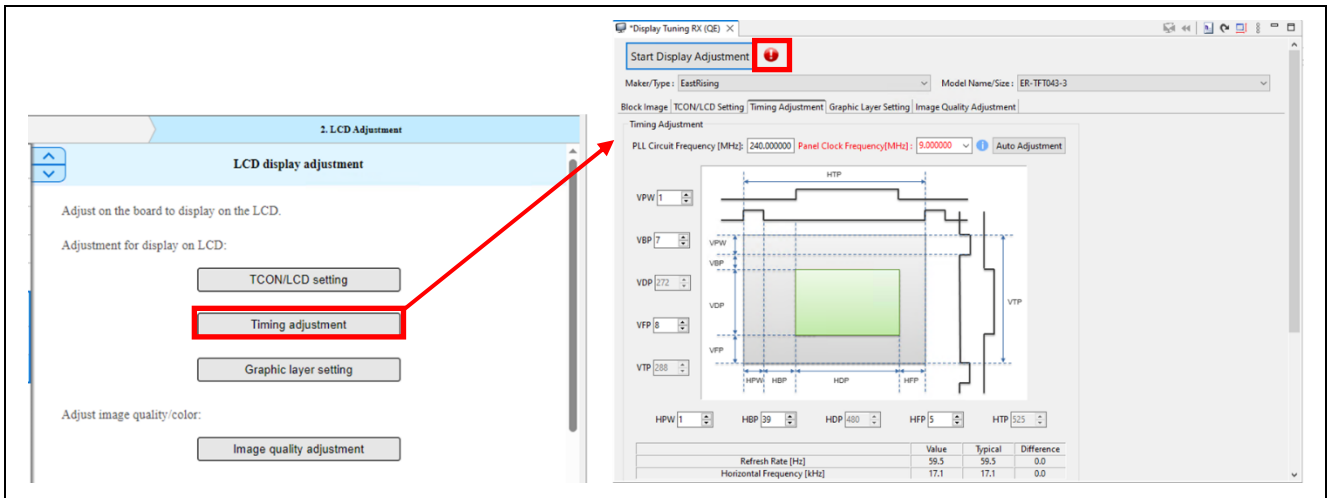 2. LCD Adjustment
LCD display adjustment
Adjust on the board to display on the LCD.
Adjustment for display on LCD:
TCON/LCD setting
Timing adjustment
Graphic layer setting
Adjust image quality/color:
Image quality adjustment
*Display Tuning RX (QE)
Start Display Adjustment
Maker/Type: EastRising Model Name/Size: ER-TFT043-3
Block Image TCON/LCD Setting Timing Adjustment Graphic Layer Setting Image Quality Adjustment
Timing Adjustment
PLL Circuit Frequency [MHz]: 240.000000 Panel Clock Frequency[MHz]: 9.000000 Auto Adjustment
HTP
VPW 1
VBP 7
VPW
VBP
VDP 272
VDP
VTP
VFP 8
VFP
VTP 288
HPW HBP HDP HFP
HPW 1 HBP 39 HDP 480 HFP 5 HTP 525
Value Typical Difference
Refresh Rate [Hz] 59.5 59.5 0.0
Horizontal Frequency [kHz] 17.1 17.1 0.0